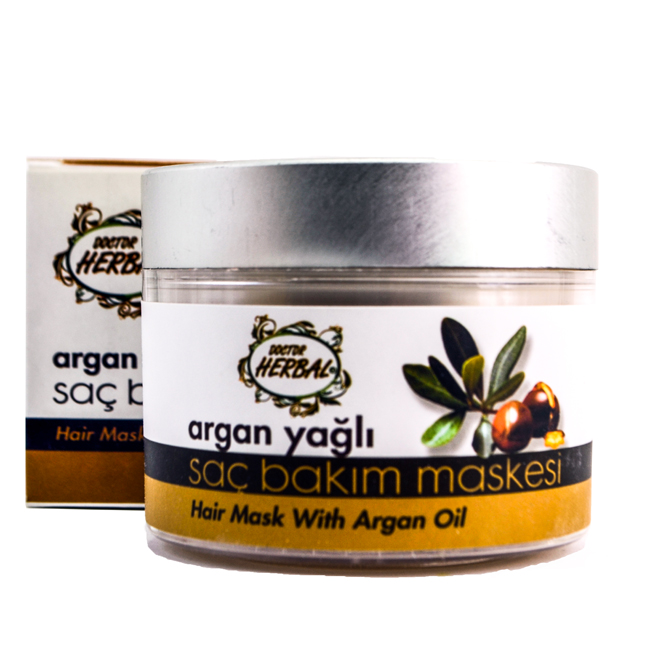 DOCTOR
HERBAL
argan
saç b
Hair Mask
DOCTOR
HERBAL
argan yağlı
saç bakım maskesi
Hair Mask With Argan Oil